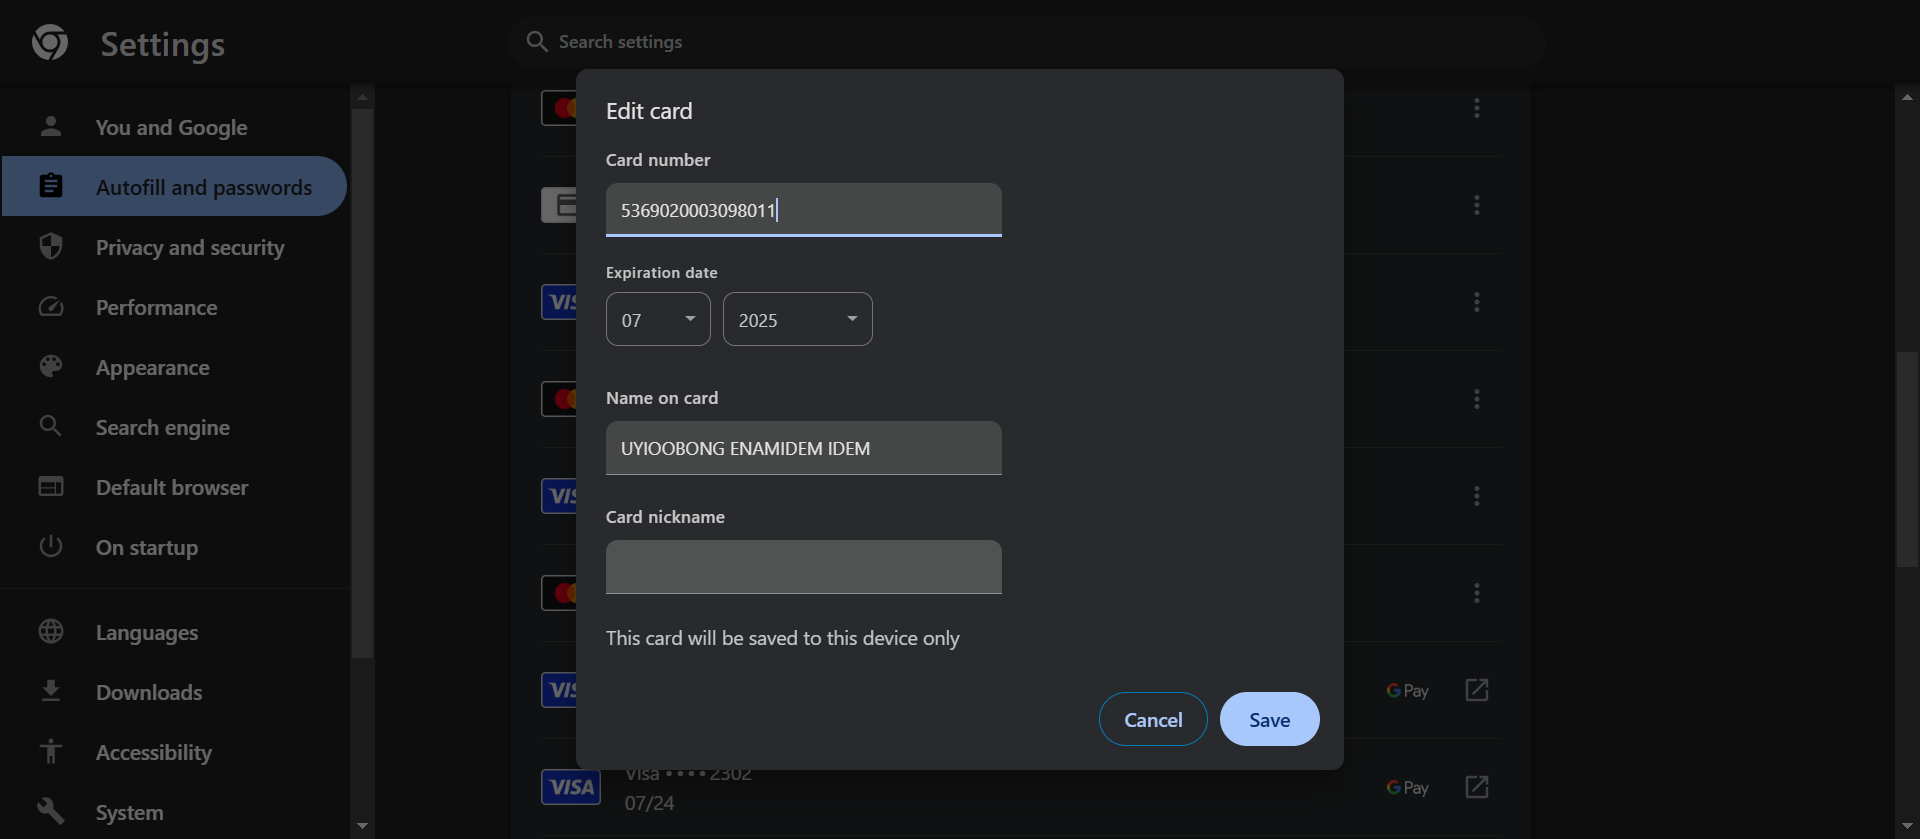 Settings
Search settings
You and Google
Autofill and passwords
Privacy and security
Performance
Appearance
Search engine
Default browser
On startup
Languages
Downloads
Accessibility
System
Edit card
Card number
5369020003098011
Expiration date
07 2025
Name on card
UYIOOBONG ENAMIDEM IDEM
Card nickname
This card will be saved to this device only
Cancel Save
VIS
VIS
VIS
G Pay
VISA
Visa •••• 2302
07/24
G Pay